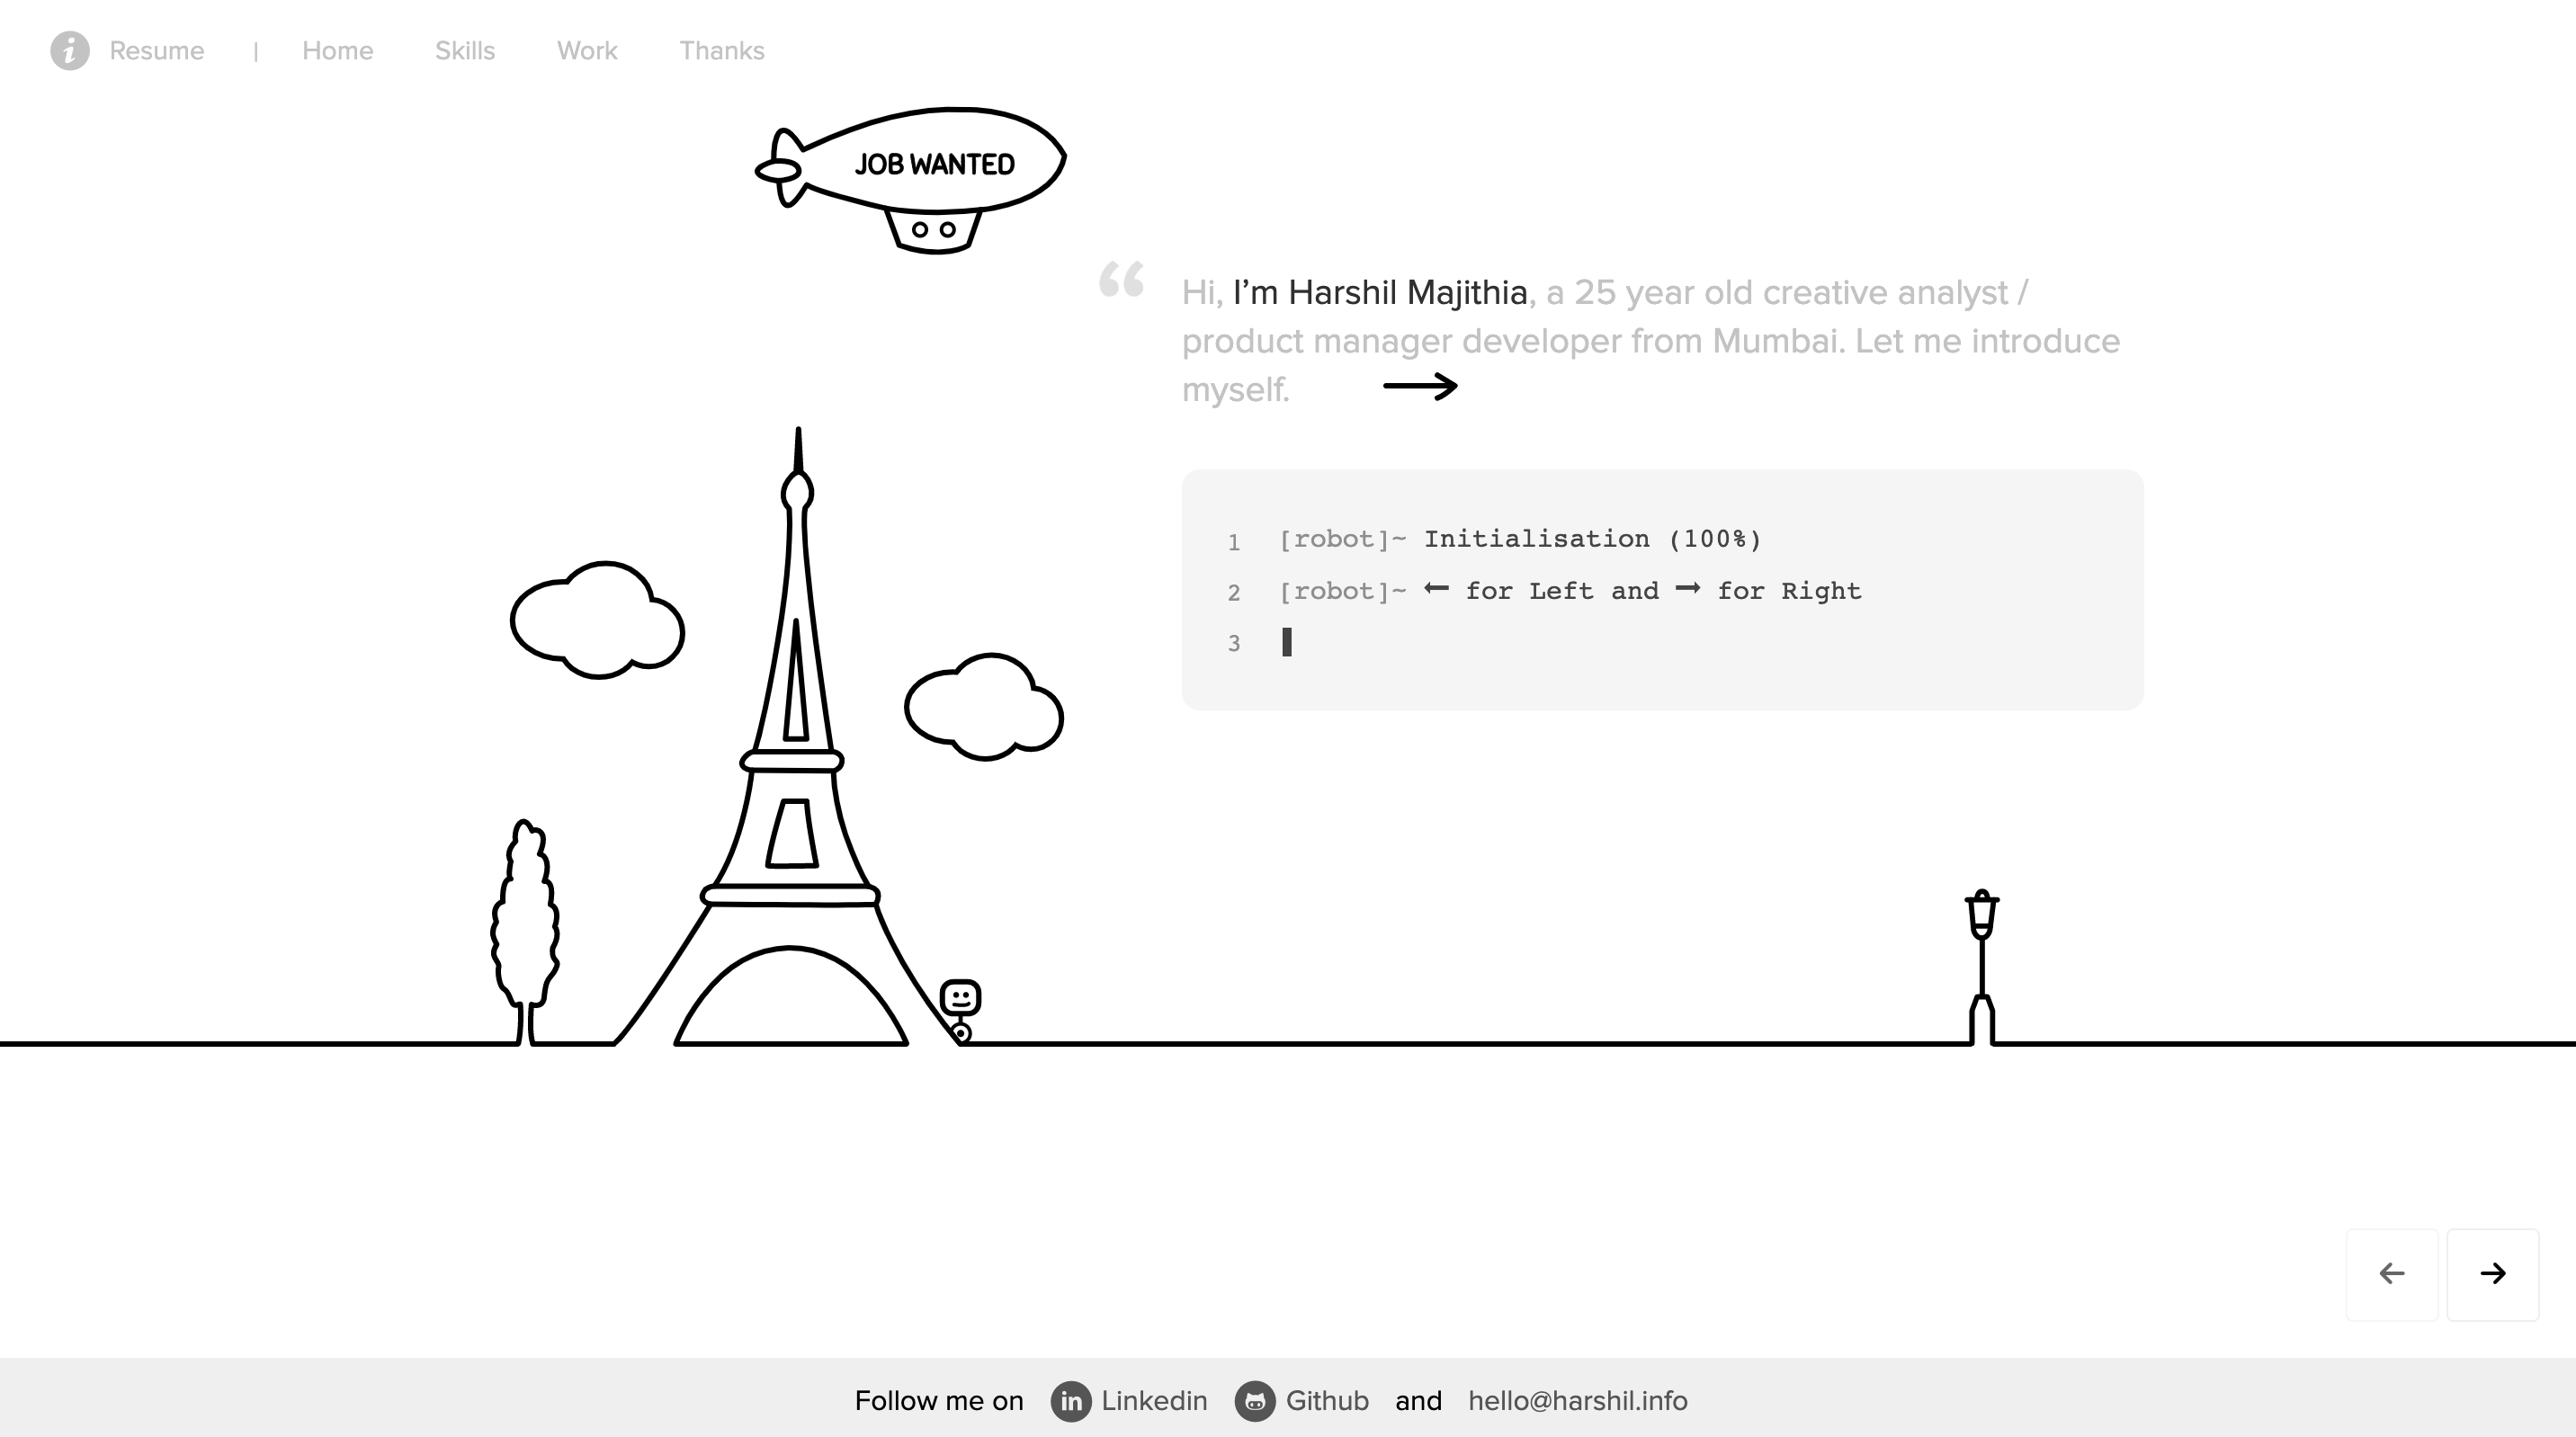 Resume | Home Skills Work Thanks
JOB WANTED
“ Hi, I’m Harshil Majithia, a 25 year old creative analyst /
product manager developer from Mumbai. Let me introduce
myself. →
1 [robot]~ Initialisation (100%)
2 [robot]~ ← for Left and → for Right
3
Follow me on in Linkedin Github and hello@harshil.info